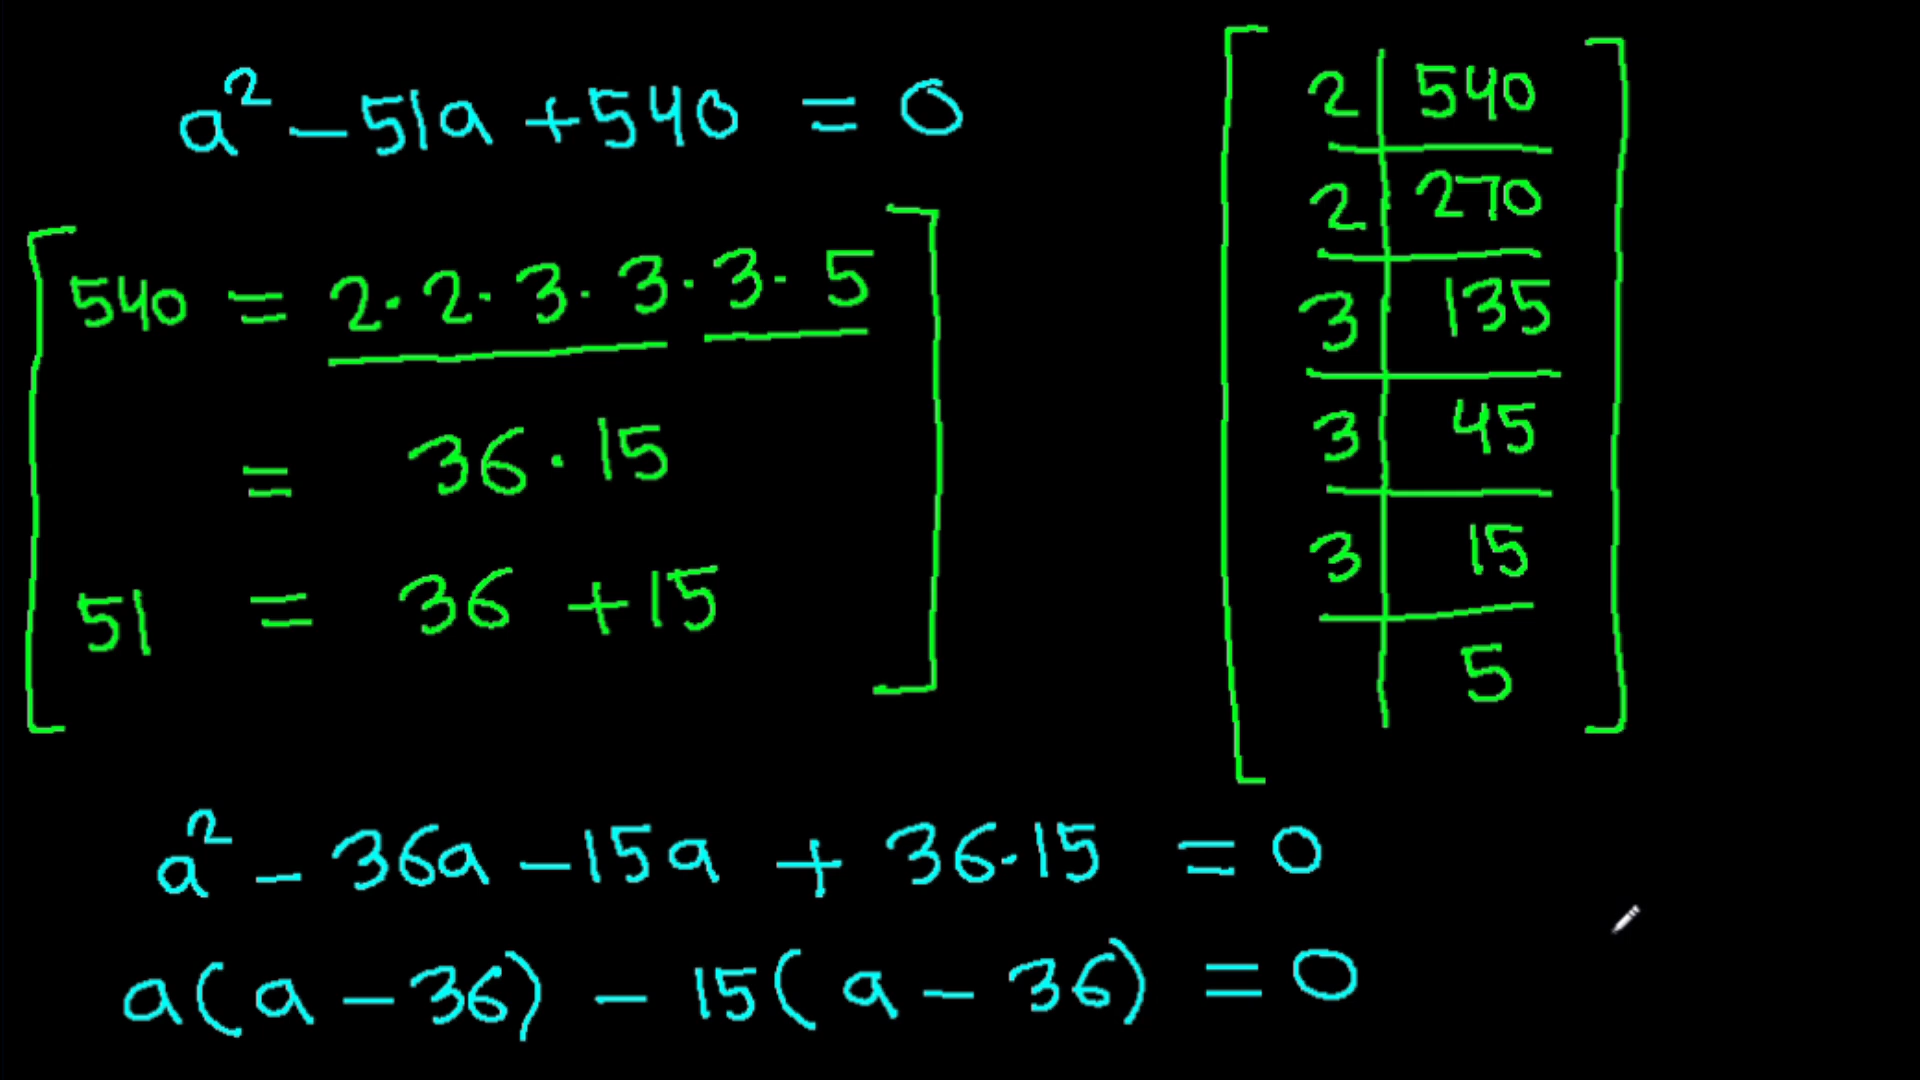 a² - 51a + 540 = 0
540 = 2·2·3·3·3·5
= 36·15
51 = 36 + 15
2 | 540
2 | 270
3 | 135
3 | 45
3 | 15
5
a² - 36a - 15a + 36·15 = 0
a(a - 36) - 15(a - 36) = 0